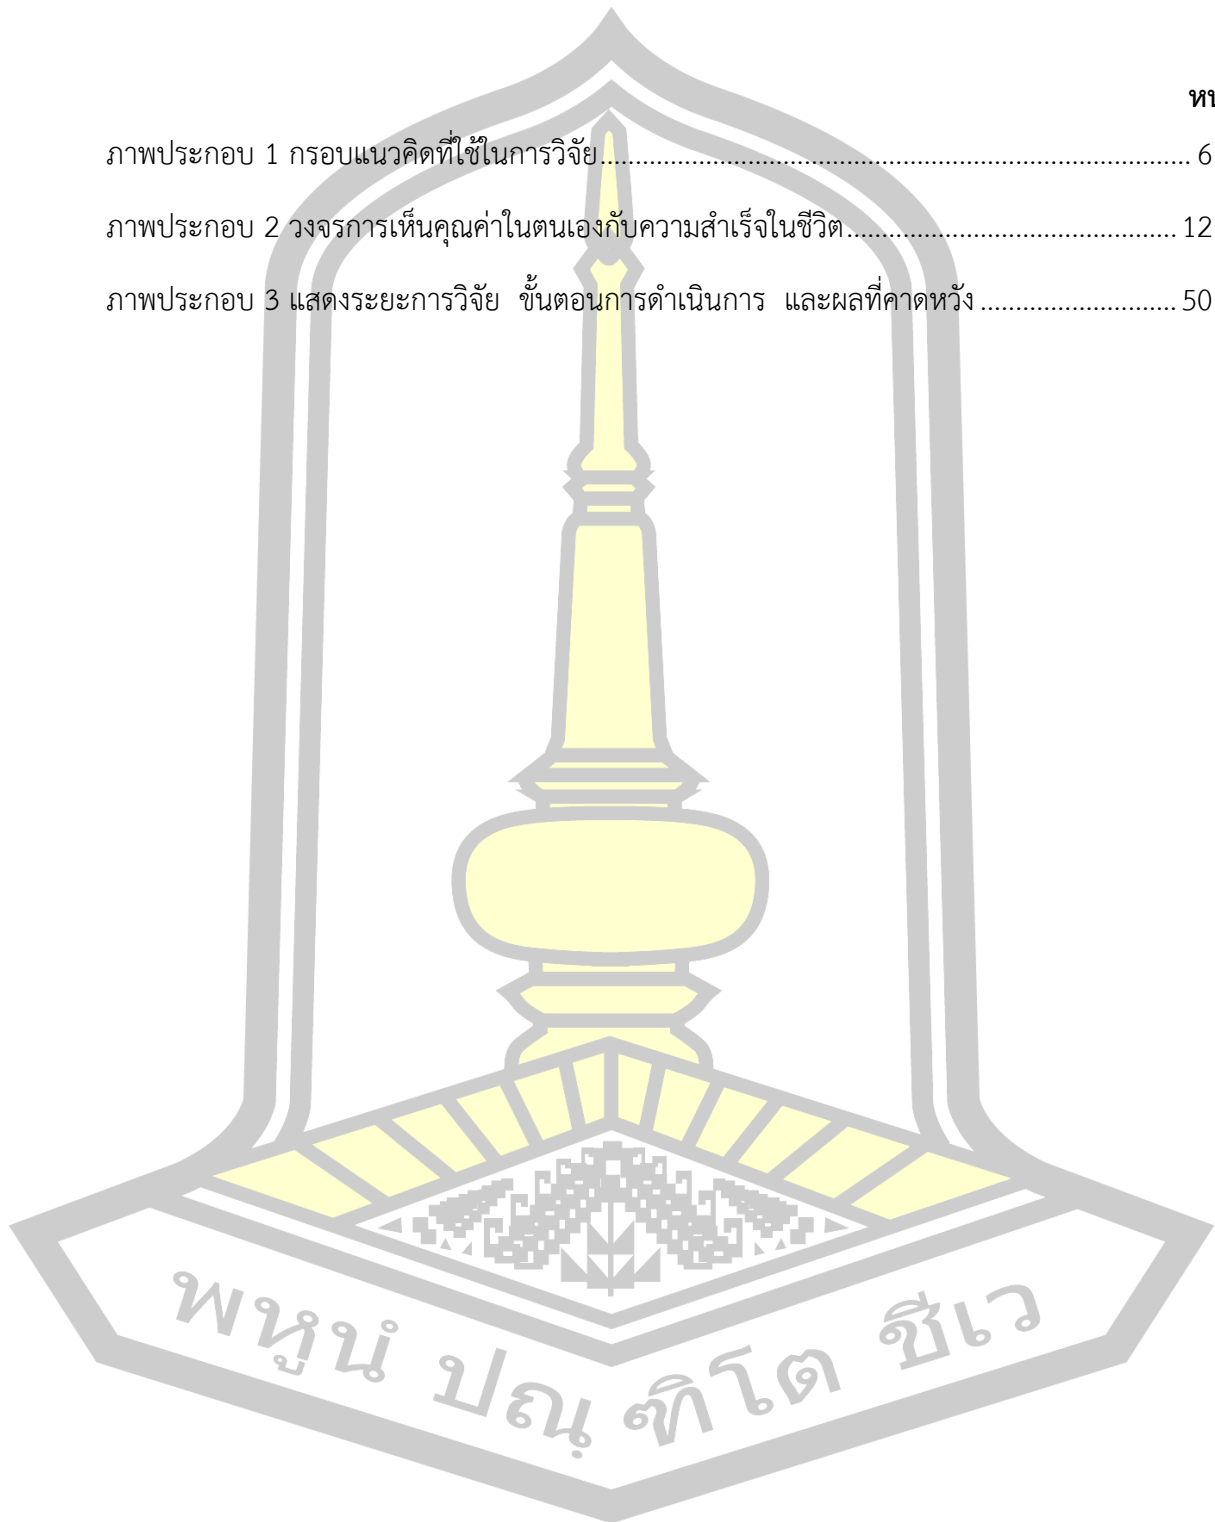 ภาพประกอบ 1 กรอบแนวคิดที่ใช้ในการวิจัย.......................................................................................... 6
ภาพประกอบ 2 วงจรการเห็นคุณค่าในตนเองกับความสำเร็จในชีวิต.................................................. 12
ภาพประกอบ 3 แสดงระยะการวิจัย ขั้นตอนการดำเนินการ และผลที่คาดหวัง .............................. 50
พหูนํ ปณฺฑิโต ชีเว